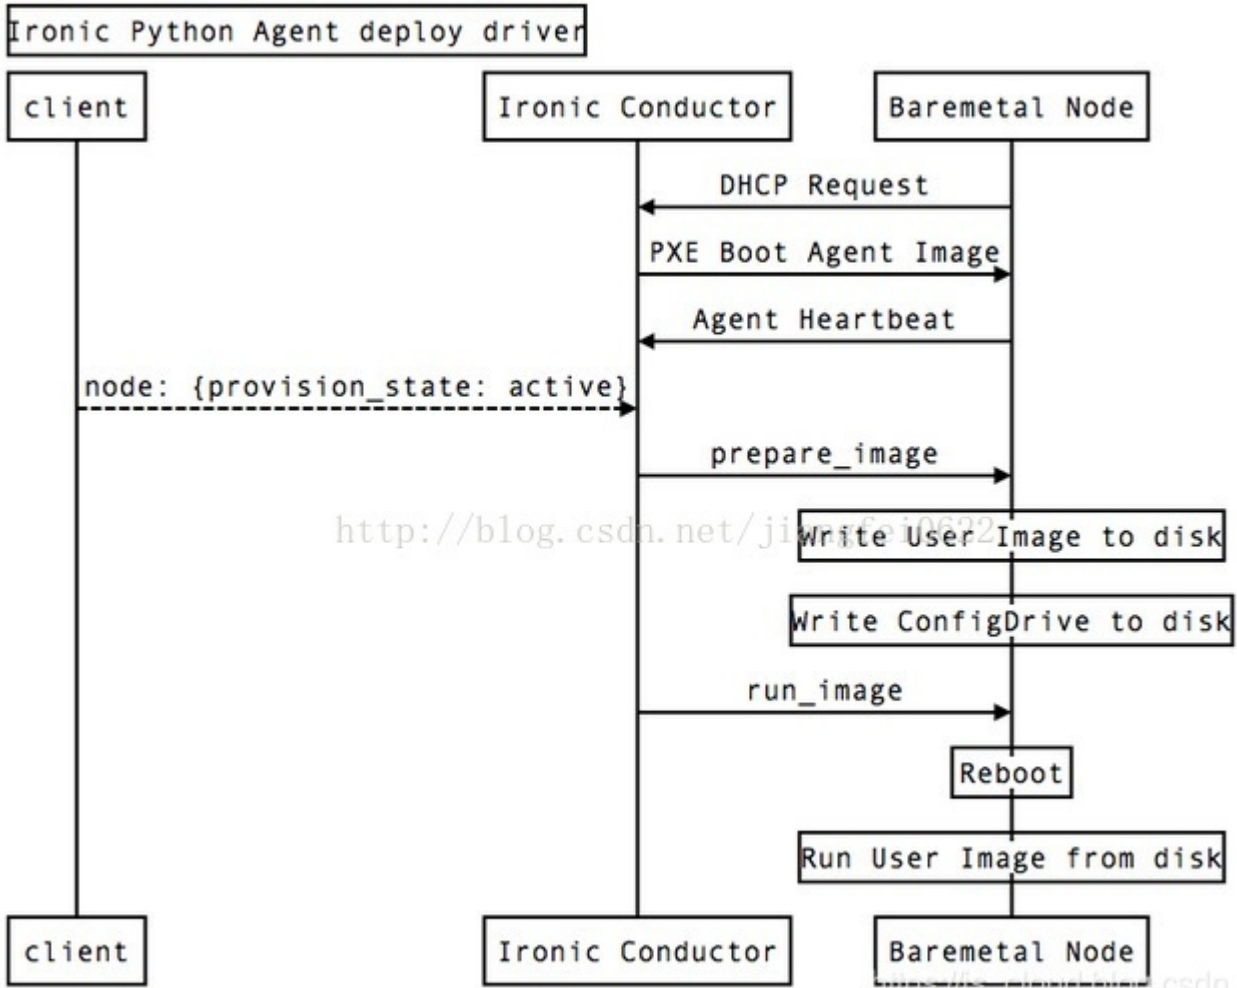 Ironic Python Agent deploy driver
client
Ironic Conductor
Baremetal Node
DHCP Request
PXE Boot Agent Image
Agent Heartbeat
node: {provision_state: active}
prepare_image
http://blog.csdn.net/jiangfei0622
Write User Image to disk
Write ConfigDrive to disk
run_image
Reboot
Run User Image from disk
client
Ironic Conductor
Baremetal Node